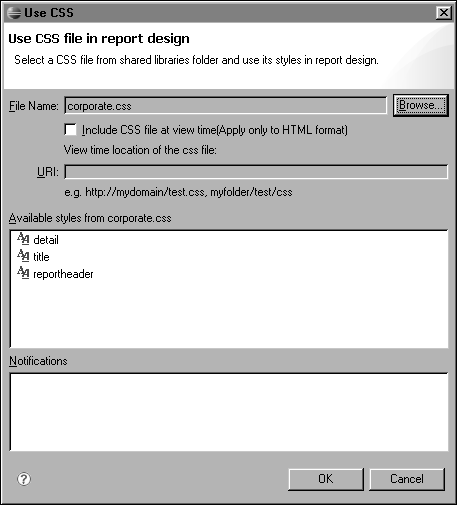 Use CSS
Use CSS file in report design
Select a CSS file from shared libraries folder and use its styles in report design.
File Name: corporate.css Browse...
Include CSS file at view time(Apply only to HTML format)
View time location of the css file:
URI:
e.g. http://mydomain/test.css, myfolder/test/css
Available styles from corporate.css
detail
title
reportheader
Notifications
? OK Cancel